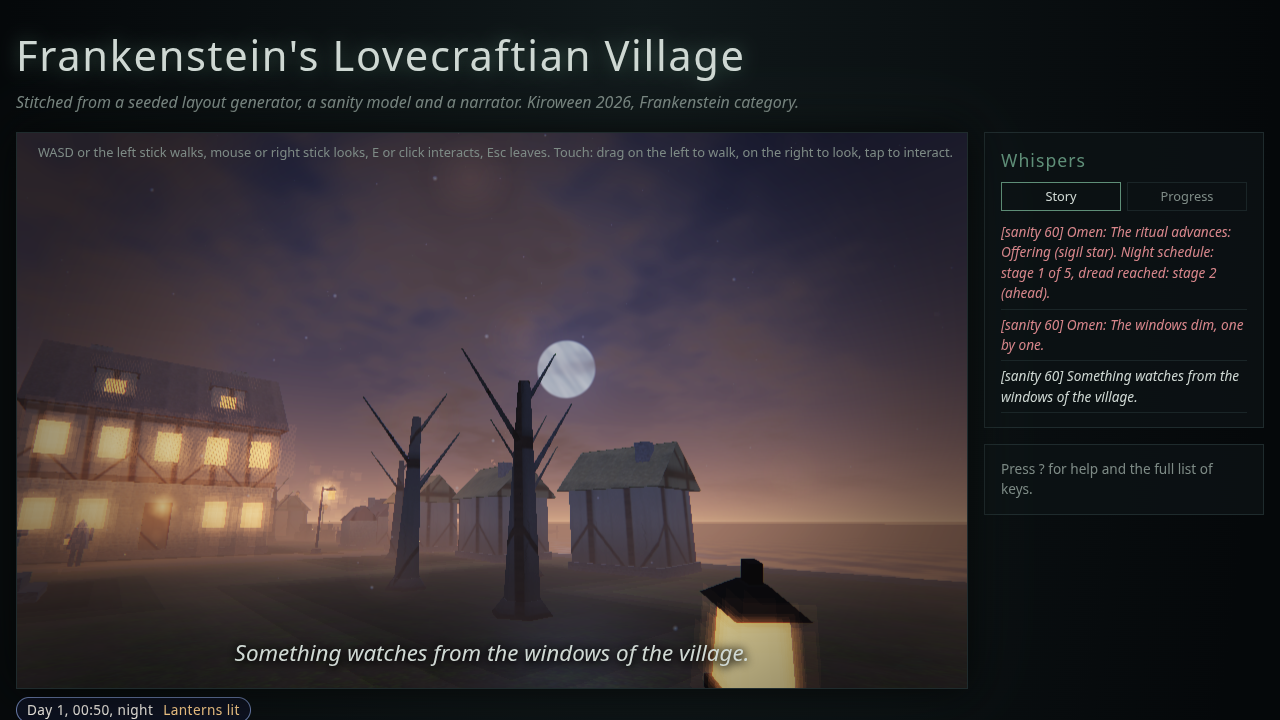 Frankenstein's Lovecraftian Village
Stitched from a seeded layout generator, a sanity model and a narrator. Kiroween 2026, Frankenstein category.
WASD or the left stick walks, mouse or right stick looks, E or click interacts, Esc leaves. Touch: drag on the left to walk, on the right to look, tap to interact.
Something watches from the windows of the village.
Day 1, 00:50, night Lanterns lit
Whispers
Story Progress
[sanity 60] Omen: The ritual advances:
Offering (sigil star). Night schedule:
stage 1 of 5, dread reached: stage 2
(ahead).
[sanity 60] Omen: The windows dim, one
by one.
[sanity 60] Something watches from the
windows of the village.
Press ? for help and the full list of
keys.